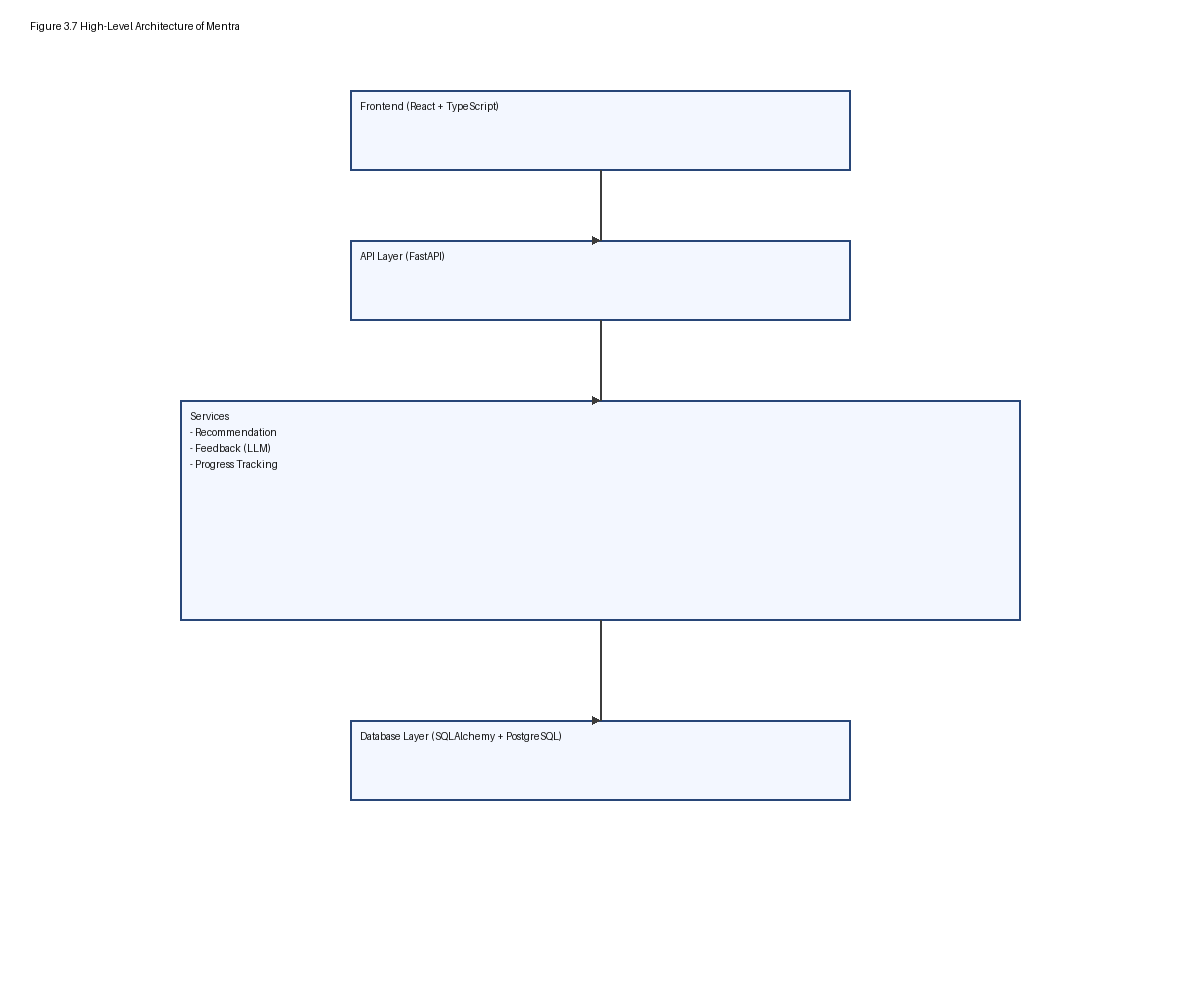 Figure 3.7 High-Level Architecture of Mentra
Frontend (React + TypeScript)
API Layer (FastAPI)
Services
- Recommendation
- Feedback (LLM)
- Progress Tracking
Database Layer (SQLAlchemy + PostgreSQL)